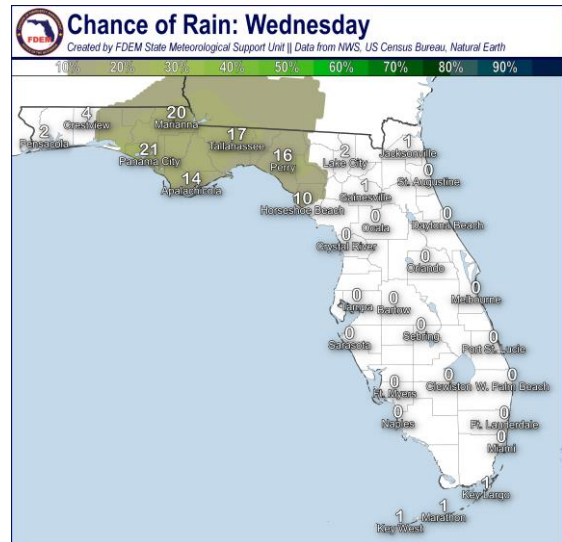 FDEM
Chance of Rain: Wednesday
Created by FDEM State Meteorological Support Unit || Data from NWS, US Census Bureau, Natural Earth
10% 20% 30% 40% 50% 60% 70% 80% 90%
2
Pensacola
4
Crestview
20
Marianna
21
Panama City
17
Tallahassee
14
Apalachicola
16
Perry
10
Horseshoe Beach
2
Lake City
1
Jacksonville
0
St. Augustine
1
Gainesville
0
Ocala
0
Daytona Beach
0
Crystal River
0
Orlando
0
Tampa
0
Bartow
0
Melbourne
0
Sarasota
0
Sebring
0
Port St. Lucie
0
Ft. Myers
0
Clewiston
0
W. Palm Beach
0
Naples
0
Ft. Lauderdale
0
Miami
1
Key Largo
1
Marathon
1
Key West